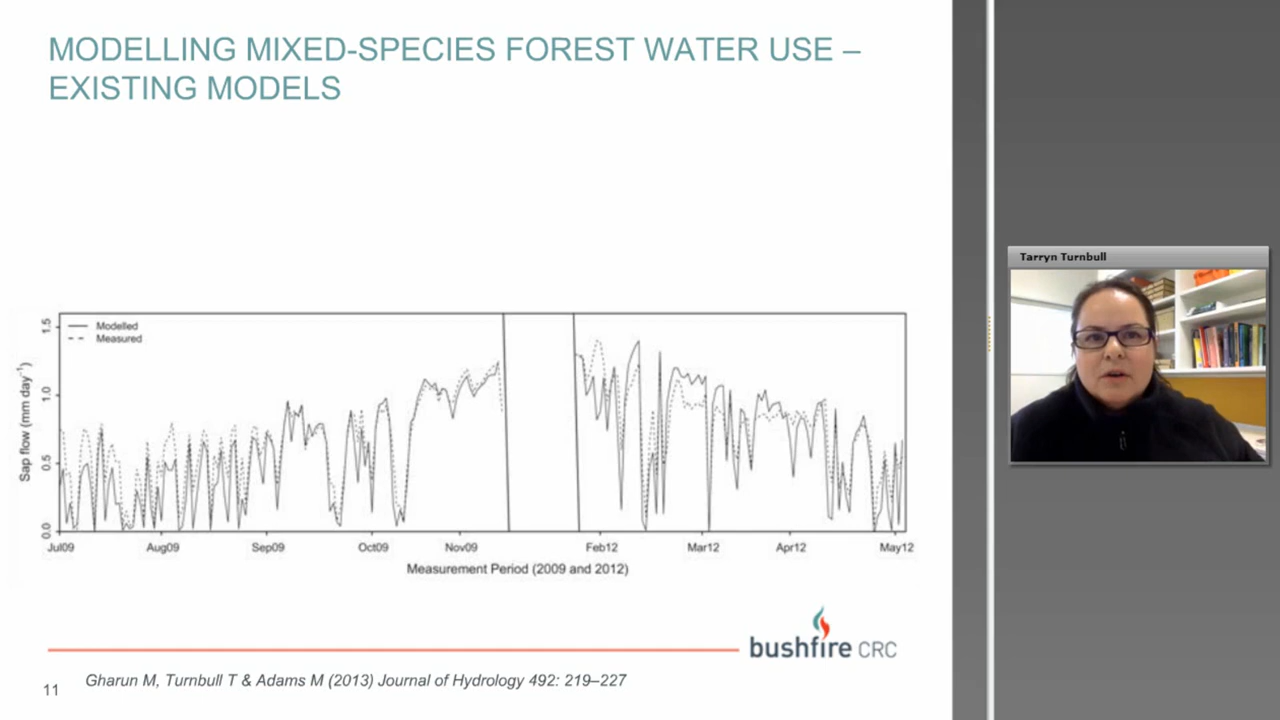 MODELLING MIXED-SPECIES FOREST WATER USE –
EXISTING MODELS
Tarryn Turnbull
Modelled
Measured
1.5
1.0
0.5
0.0
Sap flow (mm day⁻¹)
Jul09 Aug09 Sep09 Oct09 Nov09 Feb12 Mar12 Apr12 May12
Measurement Period (2009 and 2012)
bushfire CRC
Gharun M, Turnbull T & Adams M (2013) Journal of Hydrology 492: 219–227
11